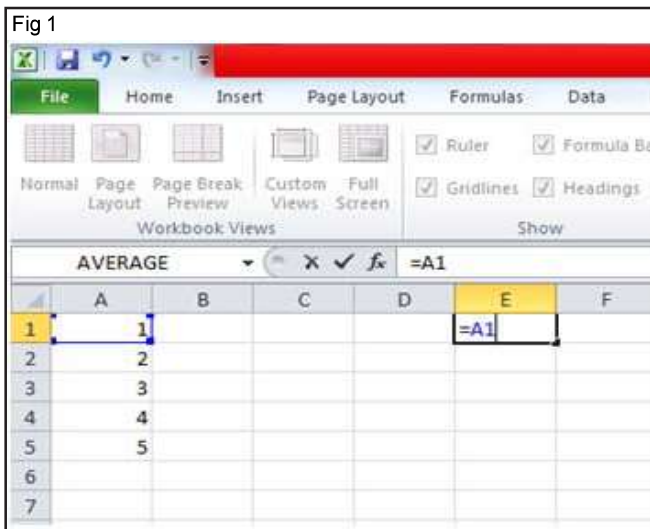 Fig 1
File Home Insert Page Layout Formulas Data
Ruler Formula Ba
Normal Page Layout Page Break Preview Custom Views Full Screen Gridlines Headings
Workbook Views Show
AVERAGE fx =A1
A B C D E F
1 1 =A1
2 2
3 3
4 4
5 5
6
7